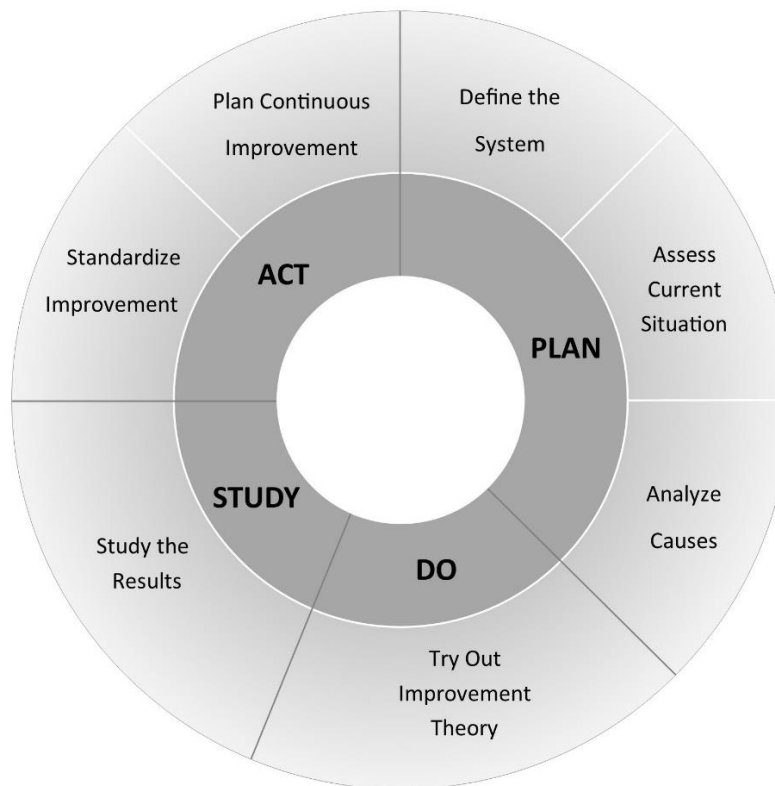 Define the
System
Assess
Current
Situation
Analyze
Causes
Try Out
Improvement
Theory
Study the
Results
Standardize
Improvement
Plan Continuous
Improvement
PLAN
DO
STUDY
ACT